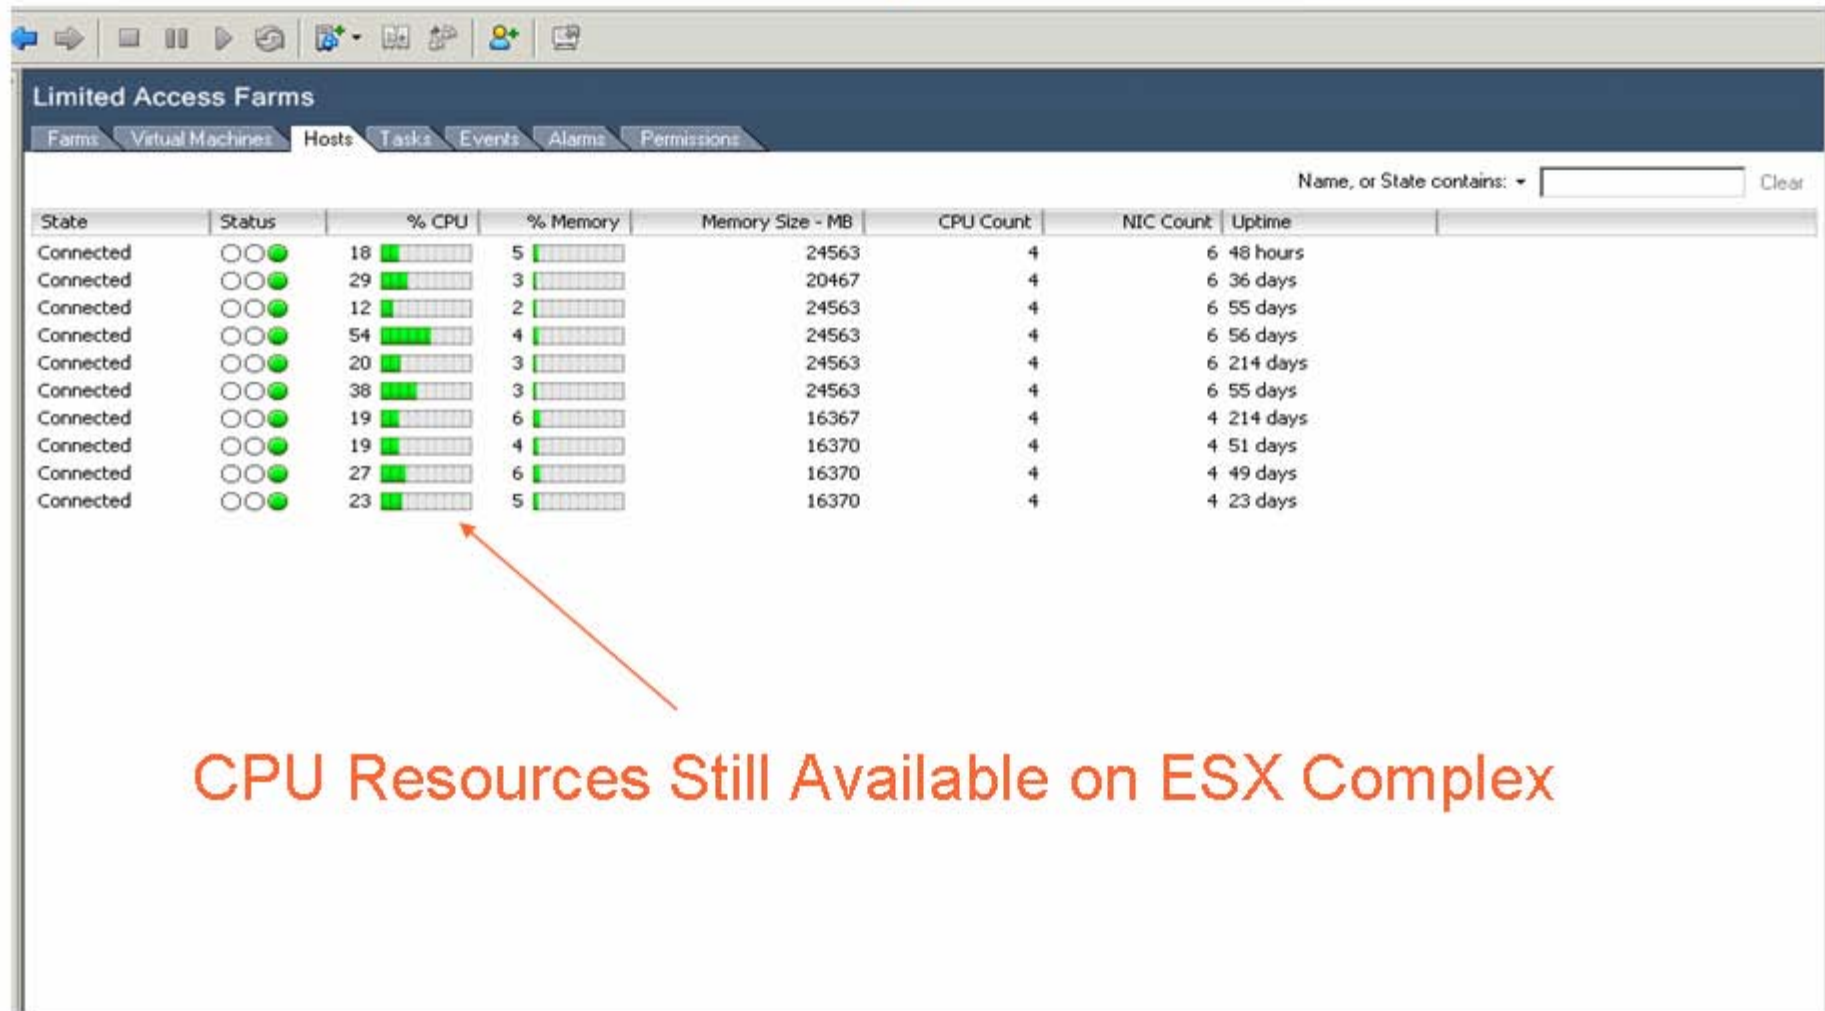 Limited Access Farms
Farms Virtual Machines Hosts Tasks Events Alarms Permissions
Name, or State contains: Clear
State Status % CPU % Memory Memory Size - MB CPU Count NIC Count Uptime
Connected 18 5 24563 4 6 48 hours
Connected 29 3 20467 4 6 36 days
Connected 12 2 24563 4 6 55 days
Connected 54 4 24563 4 6 56 days
Connected 20 3 24563 4 6 214 days
Connected 38 3 24563 4 6 55 days
Connected 19 6 16367 4 4 214 days
Connected 19 4 16370 4 4 51 days
Connected 27 6 16370 4 4 49 days
Connected 23 5 16370 4 4 23 days
CPU Resources Still Available on ESX Complex